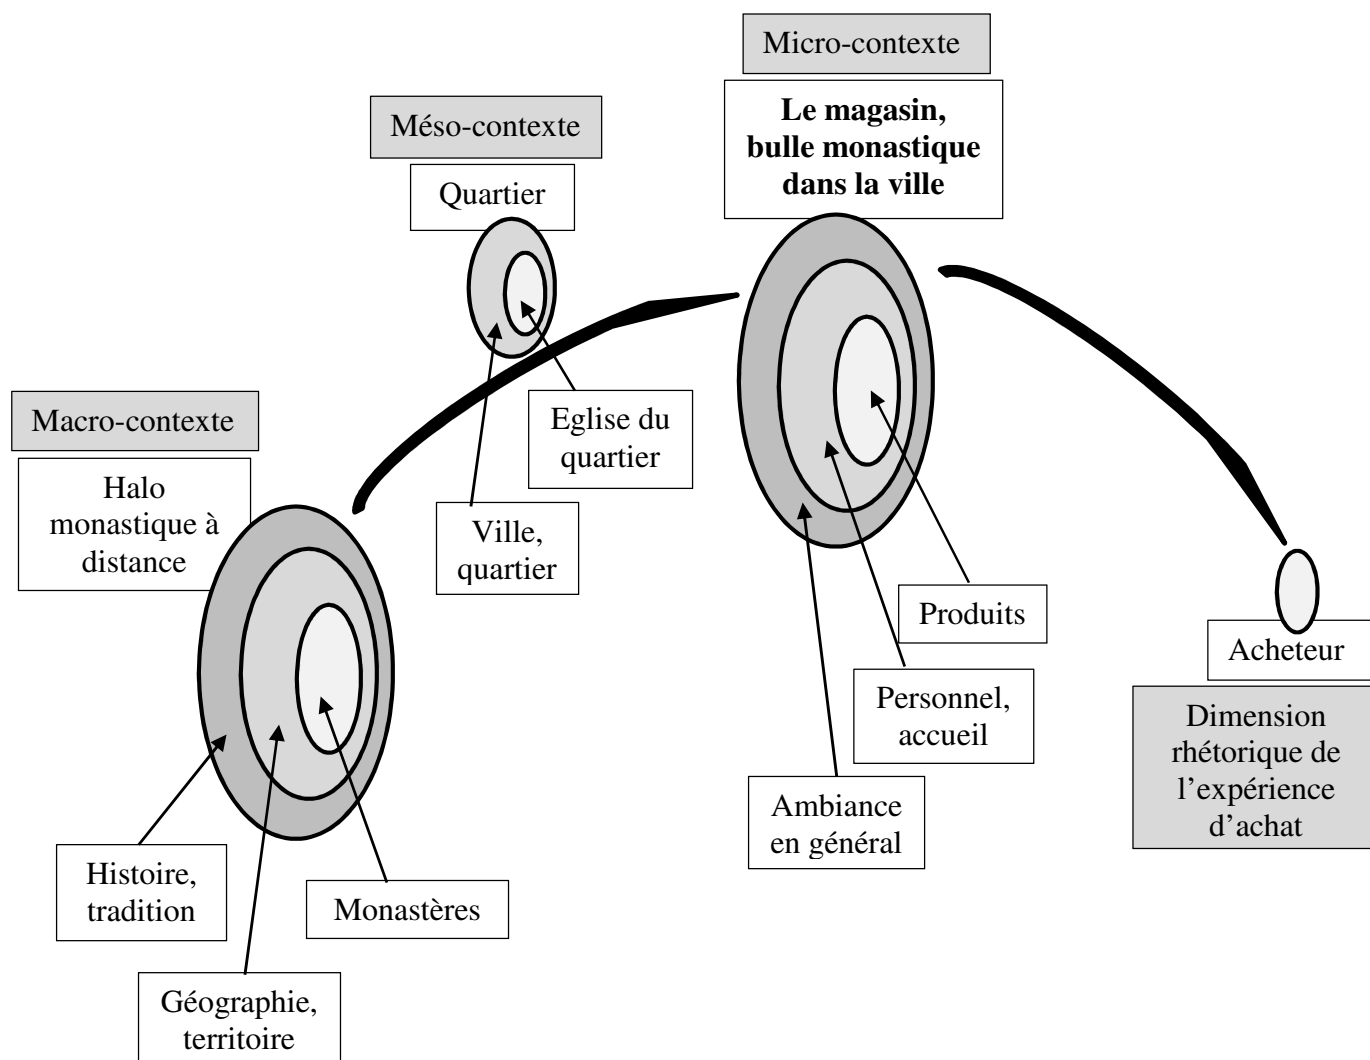 Micro-contexte
Le magasin,
bulle monastique
dans la ville
Méso-contexte
Quartier
Eglise du
quartier
Ville,
quartier
Macro-contexte
Halo
monastique à
distance
Histoire,
tradition
Géographie,
territoire
Monastères
Produits
Personnel,
accueil
Ambiance
en général
Acheteur
Dimension
rhétorique de
l’expérience
d’achat